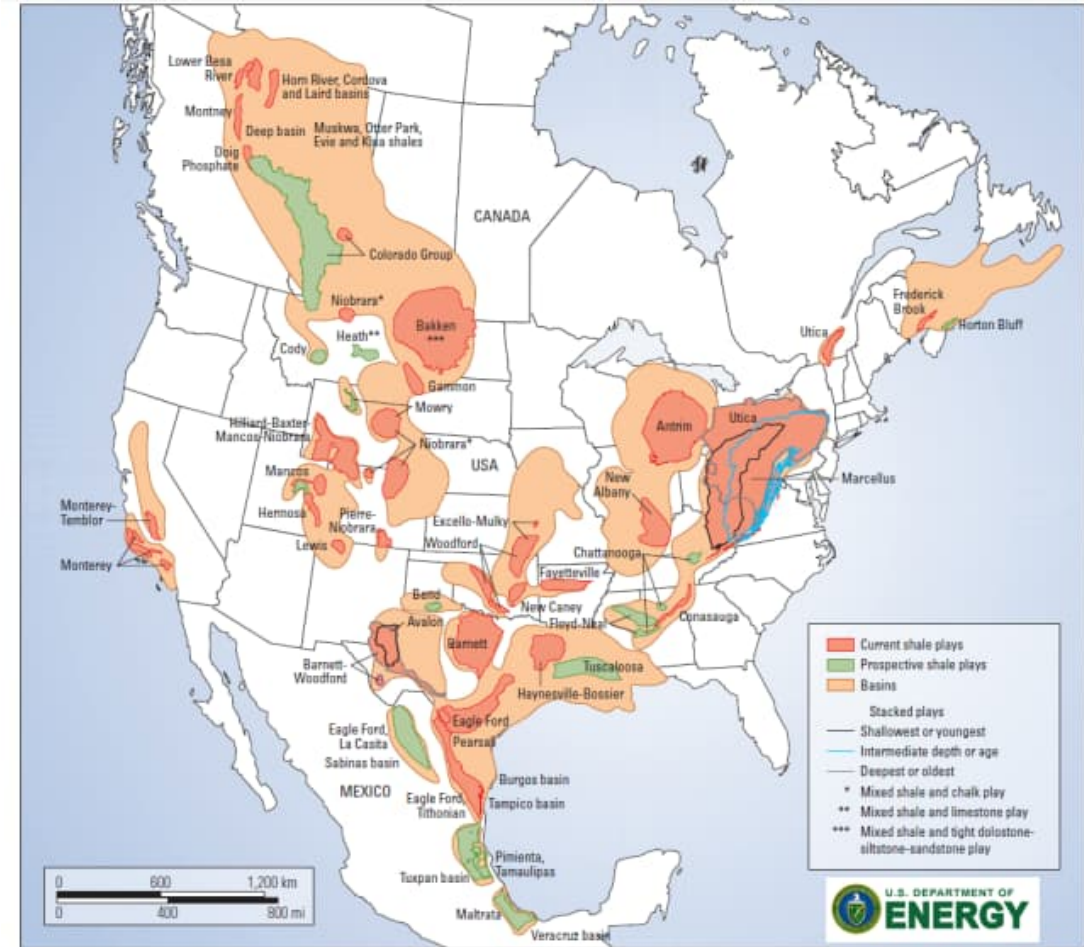 Lower Besa
River
Horn River, Cordova
and Laird basins
Montney
Deep basin
Muskwa, Otter Park,
Evie and Klua shales
Doig
Phosphate
CANADA
Colorado Group
Niobrara*
Bakken
***
Heath**
Cody
Gammon
Mowry
Hilliard-Baxter-
Mancos-Niobrara
Niobrara*
USA
Mancos
Hermosa
Pierre-
Niobrara
Lewis
Monterey-
Temblor
Monterey
Excello-Mulky
Woodford
Fayetteville
New Caney
Bend
Avalon
Barnett
Barnett-
Woodford
Frederick
Brook
Horton Bluff
Utica
Antrim
Utica
Marcellus
New
Albany
Chattanooga
Floyd-Neal
Conasauga
Tuscaloosa
Haynesville-Bossier
Eagle Ford
Pearsall
Eagle Ford,
La Casita
Sabinas basin
MEXICO
Burgos basin
Eagle Ford,
Tithonian
Tampico basin
Pimienta,
Tamaulipas
Tuxpan basin
Maltrata
Veracruz basin
Current shale plays
Prospective shale plays
Basins
Stacked plays
Shallowest or youngest
Intermediate depth or age
Deepest or oldest
* Mixed shale and chalk play
** Mixed shale and limestone play
*** Mixed shale and tight dolostone-
siltstone-sandstone play
0 600 1,200 km
0 400 800 mi
U.S. DEPARTMENT OF
ENERGY